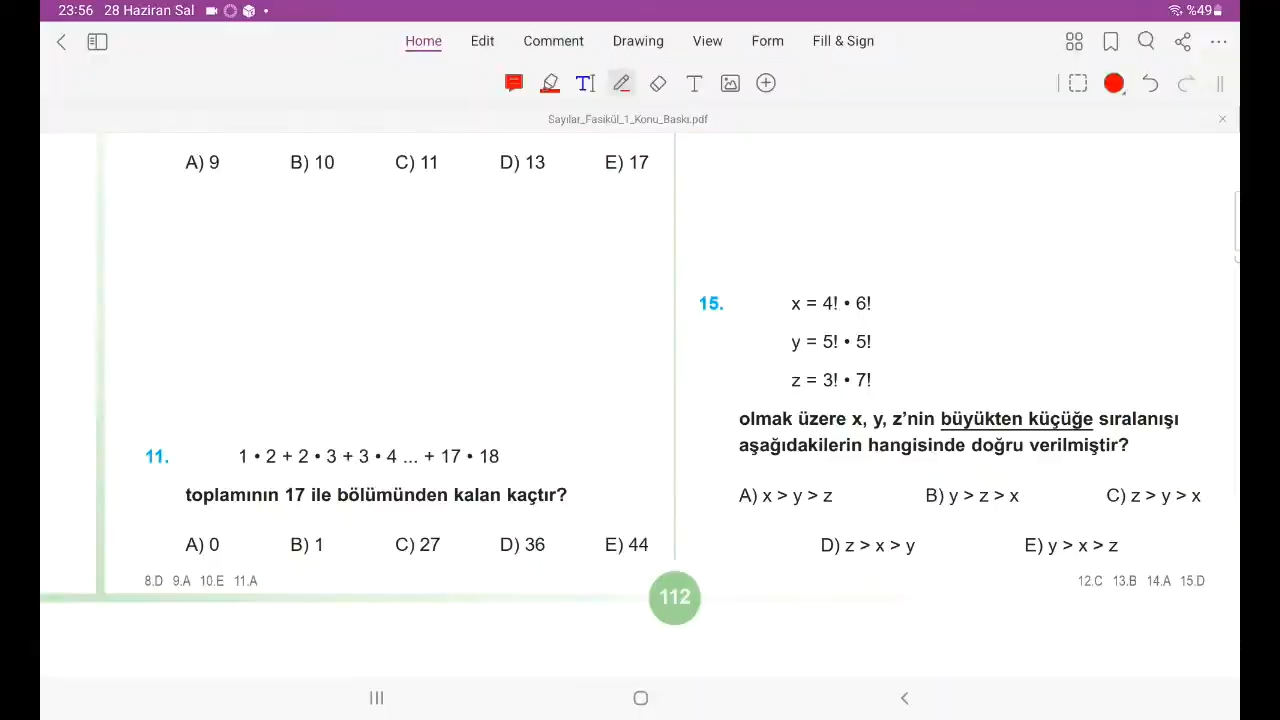 23:56 28 Haziran Sal
%49
Home Edit Comment Drawing View Form Fill & Sign
Sayılar_Fasikül_1_Konu_Baskı.pdf
A) 9 B) 10 C) 11 D) 13 E) 17
11. 1 • 2 + 2 • 3 + 3 • 4 ... + 17 • 18
toplamının 17 ile bölümünden kalan kaçtır?
A) 0 B) 1 C) 27 D) 36 E) 44
8.D 9.A 10.E 11.A
15. x = 4! • 6!
y = 5! • 5!
z = 3! • 7!
olmak üzere x, y, z’nin büyükten küçüğe sıralanışı
aşağıdakilerin hangisinde doğru verilmiştir?
A) x > y > z B) y > z > x C) z > y > x
D) z > x > y E) y > x > z
12.C 13.B 14.A 15.D
112